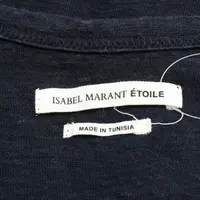 ISABEL MARANT ÉTOILE
MADE IN TUNISIA